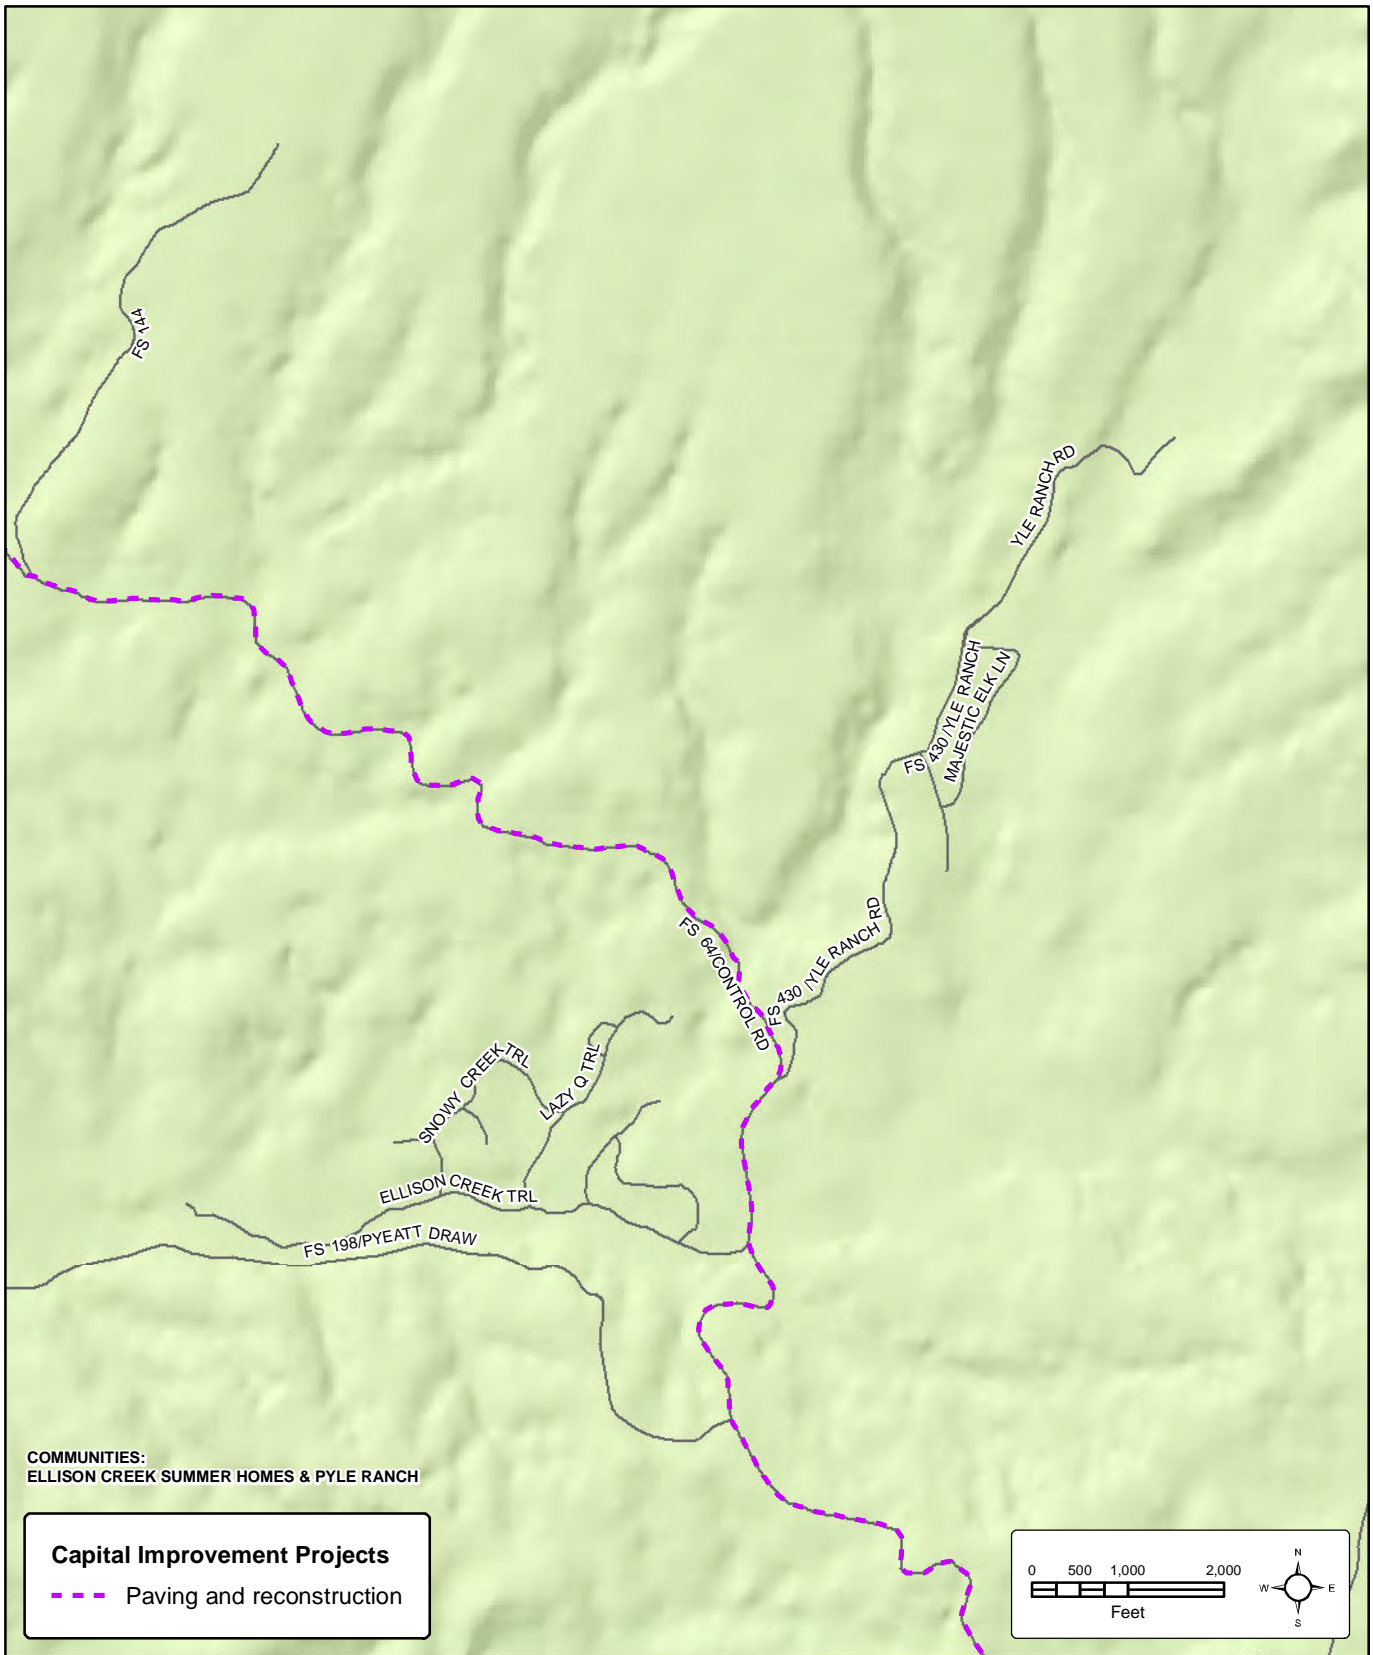 FS 144
YLE RANCH RD
FS 430 /YLE RANCH
MAJESTIC ELK LN
FS 64/CONTROL RD
FS 430 /YLE RANCH RD
SNOWY CREEK TRL
LAZY Q TRL
ELLISON CREEK TRL
FS 198/PYEATT DRAW
COMMUNITIES:
ELLISON CREEK SUMMER HOMES & PYLE RANCH
Capital Improvement Projects
Paving and reconstruction
0 500 1,000 2,000
Feet
N
W E
S